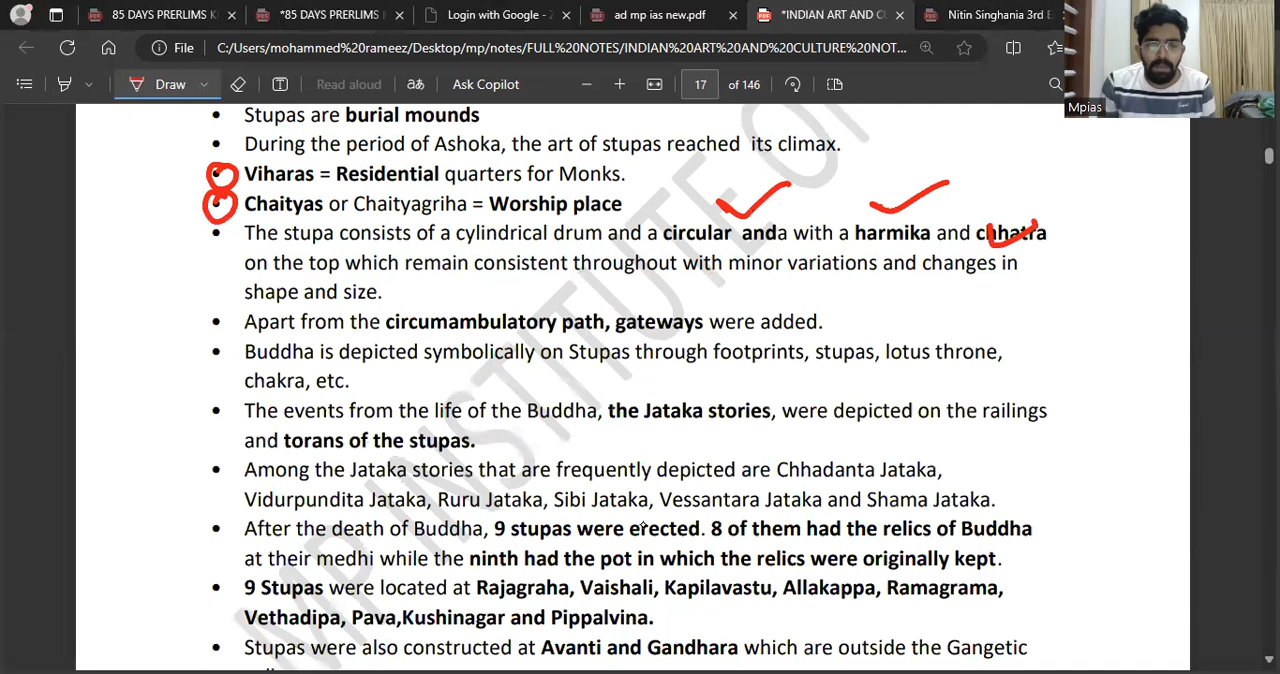 85 DAYS PRERLIMS K
*85 DAYS PRERLIMS I
Login with Google - Z
ad mp ias new.pdf
*INDIAN ART AND CU
Nitin Singhania 3rd E
File C:/Users/mohammed%20rameez/Desktop/mp/notes/FULL%20NOTES/INDIAN%20ART%20AND%20CULTURE%20NOT...
Draw Read aloud aあ Ask Copilot 17 of 146
Mpias
• Stupas are burial mounds
• During the period of Ashoka, the art of stupas reached its climax.
• Viharas = Residential quarters for Monks.
• Chaityas or Chaityagriha = Worship place
• The stupa consists of a cylindrical drum and a circular anda with a harmika and chhatra
on the top which remain consistent throughout with minor variations and changes in
shape and size.
• Apart from the circumambulatory path, gateways were added.
• Buddha is depicted symbolically on Stupas through footprints, stupas, lotus throne,
chakra, etc.
• The events from the life of the Buddha, the Jataka stories, were depicted on the railings
and torans of the stupas.
• Among the Jataka stories that are frequently depicted are Chhadanta Jataka,
Vidurpundita Jataka, Ruru Jataka, Sibi Jataka, Vessantara Jataka and Shama Jataka.
• After the death of Buddha, 9 stupas were erected. 8 of them had the relics of Buddha
at their medhi while the ninth had the pot in which the relics were originally kept.
• 9 Stupas were located at Rajagraha, Vaishali, Kapilavastu, Allakappa, Ramagrama,
Vethadipa, Pava,Kushinagar and Pippalvina.
• Stupas were also constructed at Avanti and Gandhara which are outside the Gangetic
MP INSTITUTE OF